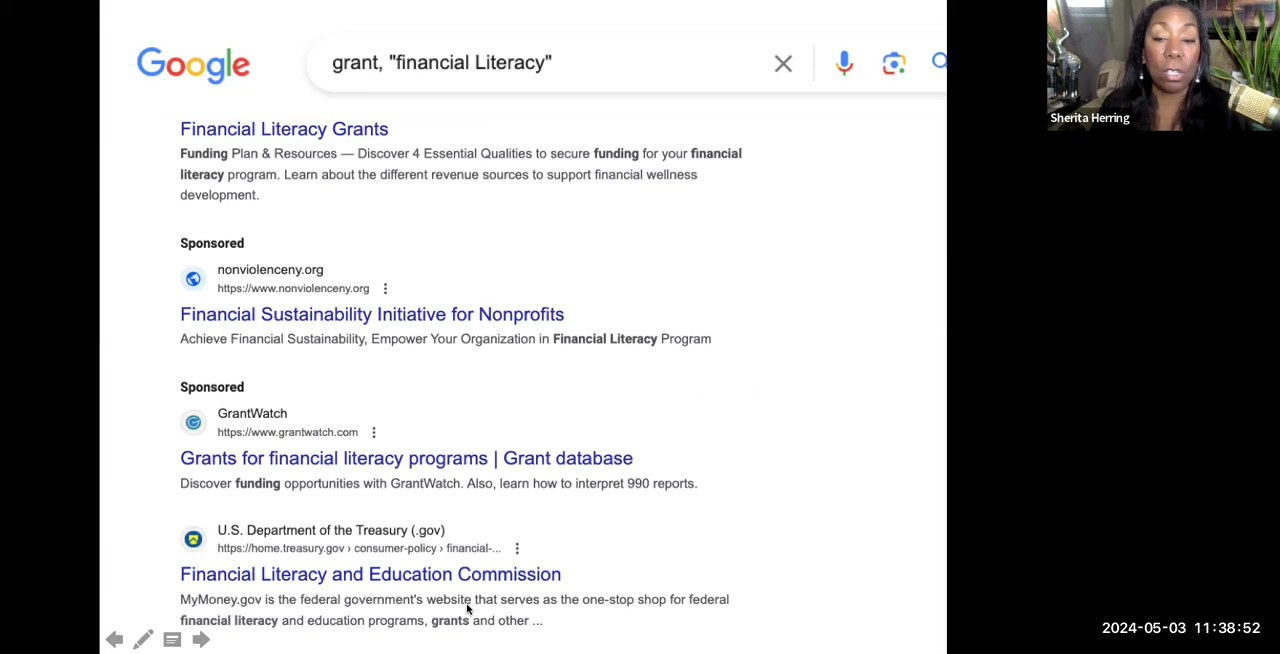 Google
grant, "financial Literacy"
Financial Literacy Grants
Funding Plan & Resources — Discover 4 Essential Qualities to secure funding for your financial
literacy program. Learn about the different revenue sources to support financial wellness
development.
Sponsored
nonviolenceny.org
https://www.nonviolenceny.org
Financial Sustainability Initiative for Nonprofits
Achieve Financial Sustainability, Empower Your Organization in Financial Literacy Program
Sponsored
GrantWatch
https://www.grantwatch.com
Grants for financial literacy programs | Grant database
Discover funding opportunities with GrantWatch. Also, learn how to interpret 990 reports.
U.S. Department of the Treasury (.gov)
https://home.treasury.gov › consumer-policy › financial-...
Financial Literacy and Education Commission
MyMoney.gov is the federal government's website that serves as the one-stop shop for federal
financial literacy and education programs, grants and other ...
Sherita Herring
2024-05-03 11:38:52